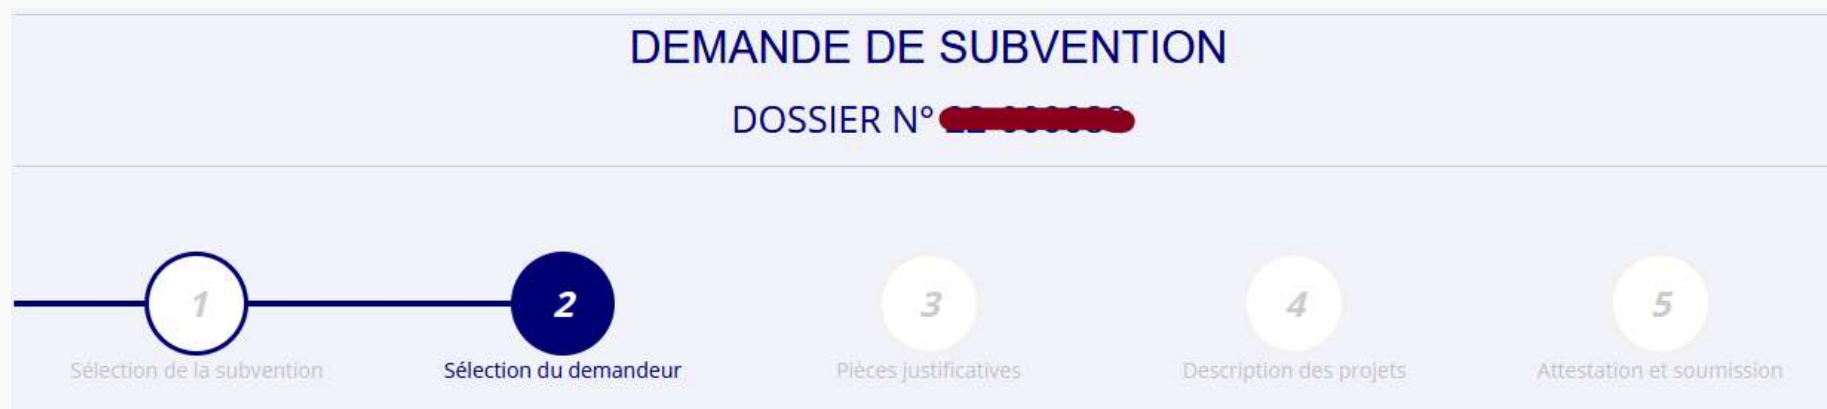 DEMANDE DE SUBVENTION
DOSSIER N°
1 2 3 4 5
Sélection de la subvention Sélection du demandeur Pièces justificatives Description des projets Attestation et soumission